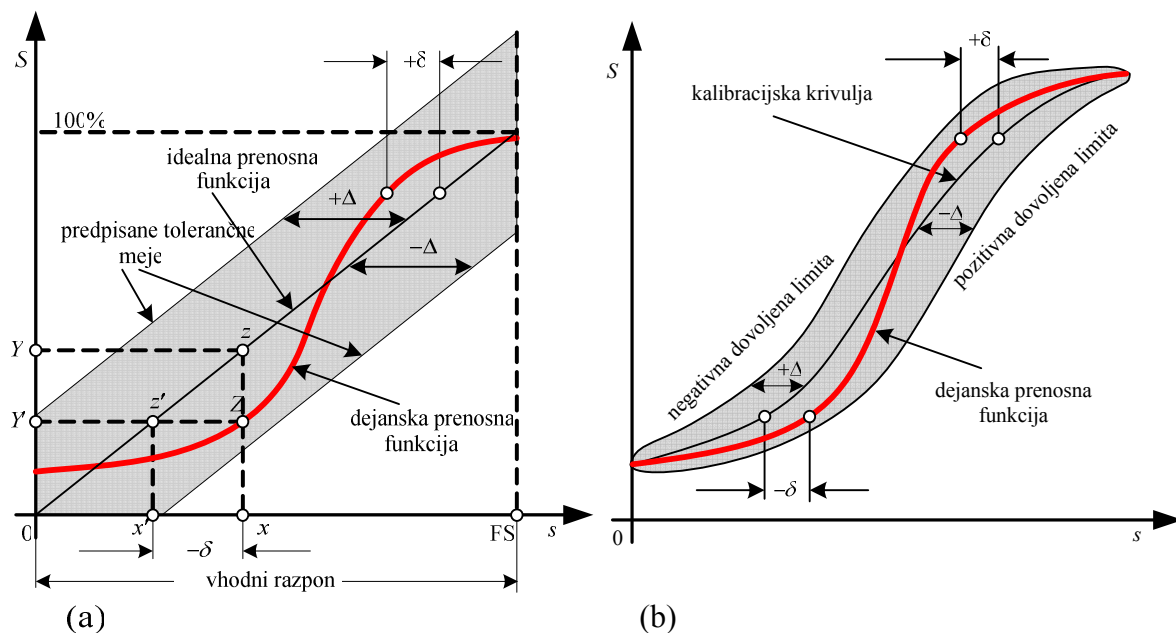 S
+δ
100%
idealna prenosna
funkcija
+Δ
predpisane tolerančne
meje
−Δ
Y
z
z′
Z
Y′
dejanska prenosna
funkcija
0
x′
x
FS
s
−δ
vhodni razpon
(a)
S
+δ
kalibracijska krivulja
−Δ
negativna dovoljena limita
pozitivna dovoljena limita
+Δ
dejanska prenosna
funkcija
−δ
0
s
(b)